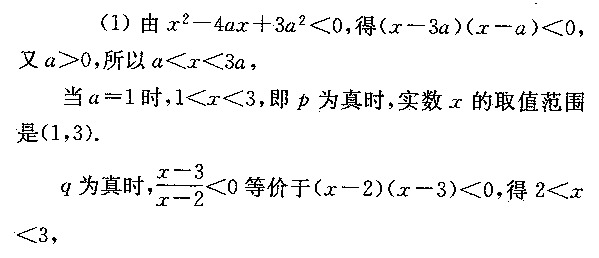 (1) 由 x²−4ax+3a²<0,得(x−3a)(x−a)<0,
又 a>0,所以 a<x<3a,
当 a=1 时,1<x<3,即 p 为真时,实数 x 的取值范围
是(1,3).
q 为真时,\frac{x−3}{x−2}<0 等价于(x−2)(x−3)<0,得 2<x
<3,